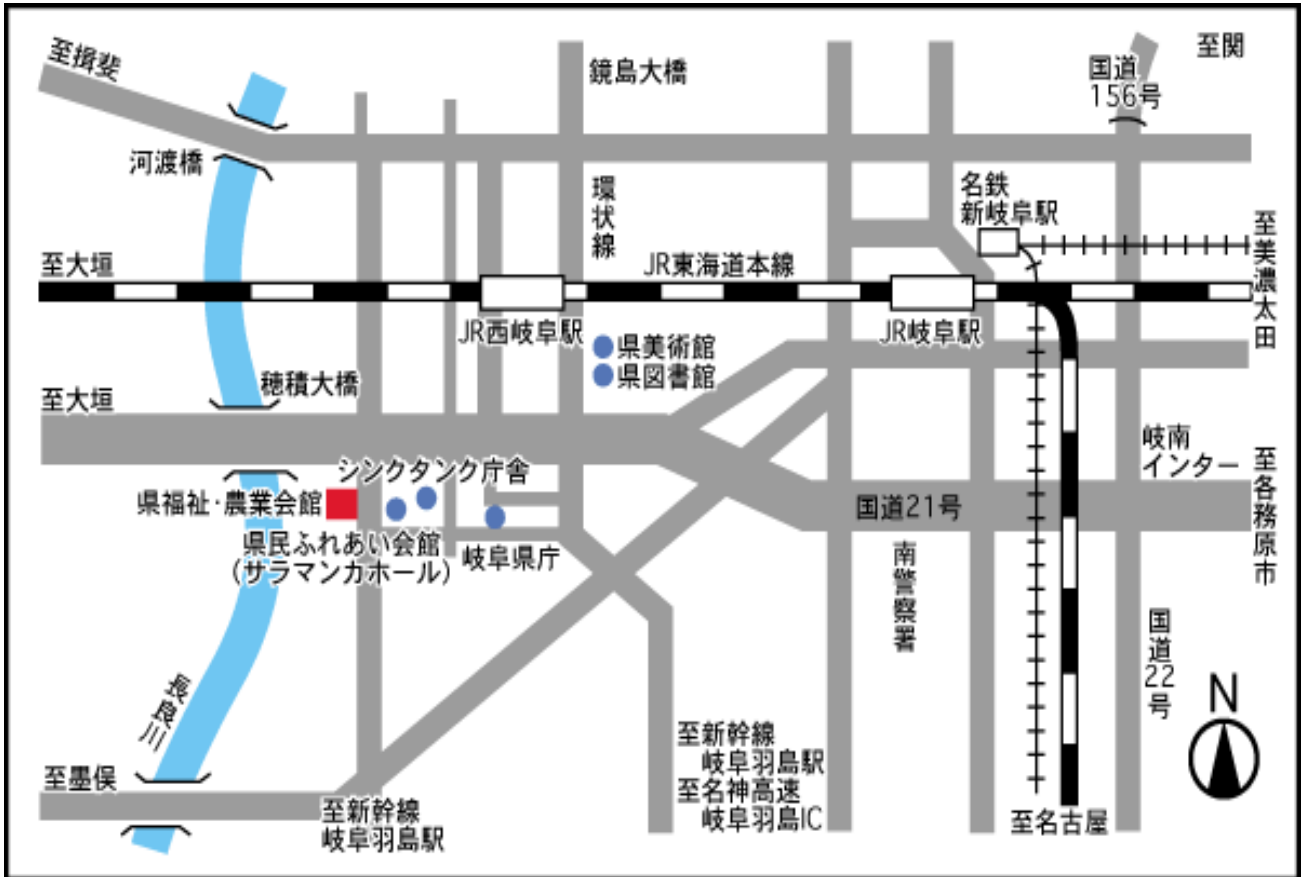 至揖斐
鏡島大橋
国道
156号
至関
河渡橋
環状線
名鉄
新岐阜駅
至美濃太田
至大垣
JR東海道本線
JR西岐阜駅
JR岐阜駅
県美術館
県図書館
穂積大橋
至大垣
岐南
インター
至各務原市
シンクタンク庁舎
県福祉・農業会館
国道21号
県民ふれあい会館
(サラマンカホール)
岐阜県庁
南警察署
国道22号
長良川
N
至新幹線
岐阜羽島駅
至名神高速
岐阜羽島IC
至墨俣
至新幹線
岐阜羽島駅
至名古屋